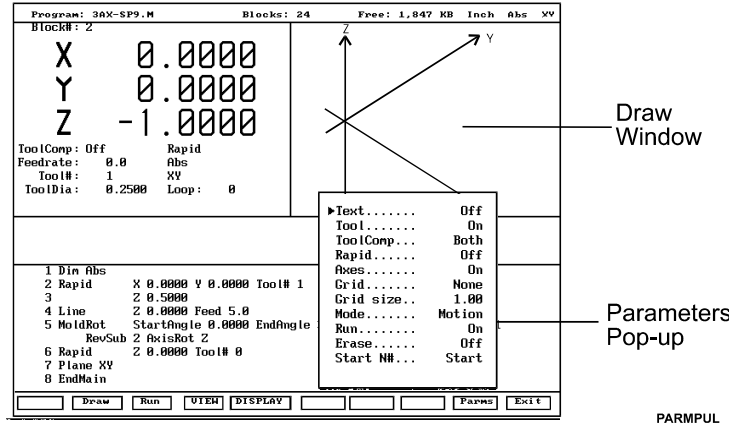 Program: 3AX-SP9.M Blocks: 24 Free: 1,847 KB Inch Abs XY
Block#: 2
X 0.0000
Y 0.0000
Z -1.0000
ToolComp: Off Rapid
Feedrate: 0.0 Abs
Tool#: 1 XY
ToolDia: 0.2500 Loop: 0
Z
Y
Draw
Window
▶Text....... Off
Tool....... On
ToolComp... Both
Rapid...... Off
Axes....... On
Grid....... None
Grid size.. 1.00
Mode....... Motion
Run........ On
Erase...... Off
Start N#... Start
Parameters
Pop-up
1 Dim Abs
2 Rapid X 0.0000 Y 0.0000 Tool# 1
3 Z 0.5000
4 Line Z 0.0000 Feed 5.0
5 MoldRot StartAngle 0.0000 EndAngle
RevSub 2 AxisRot Z
6 Rapid Z 0.0000 Tool# 0
7 Plane XY
8 EndMain
Draw Run VIEW DISPLAY Parms Exit
PARMPUL